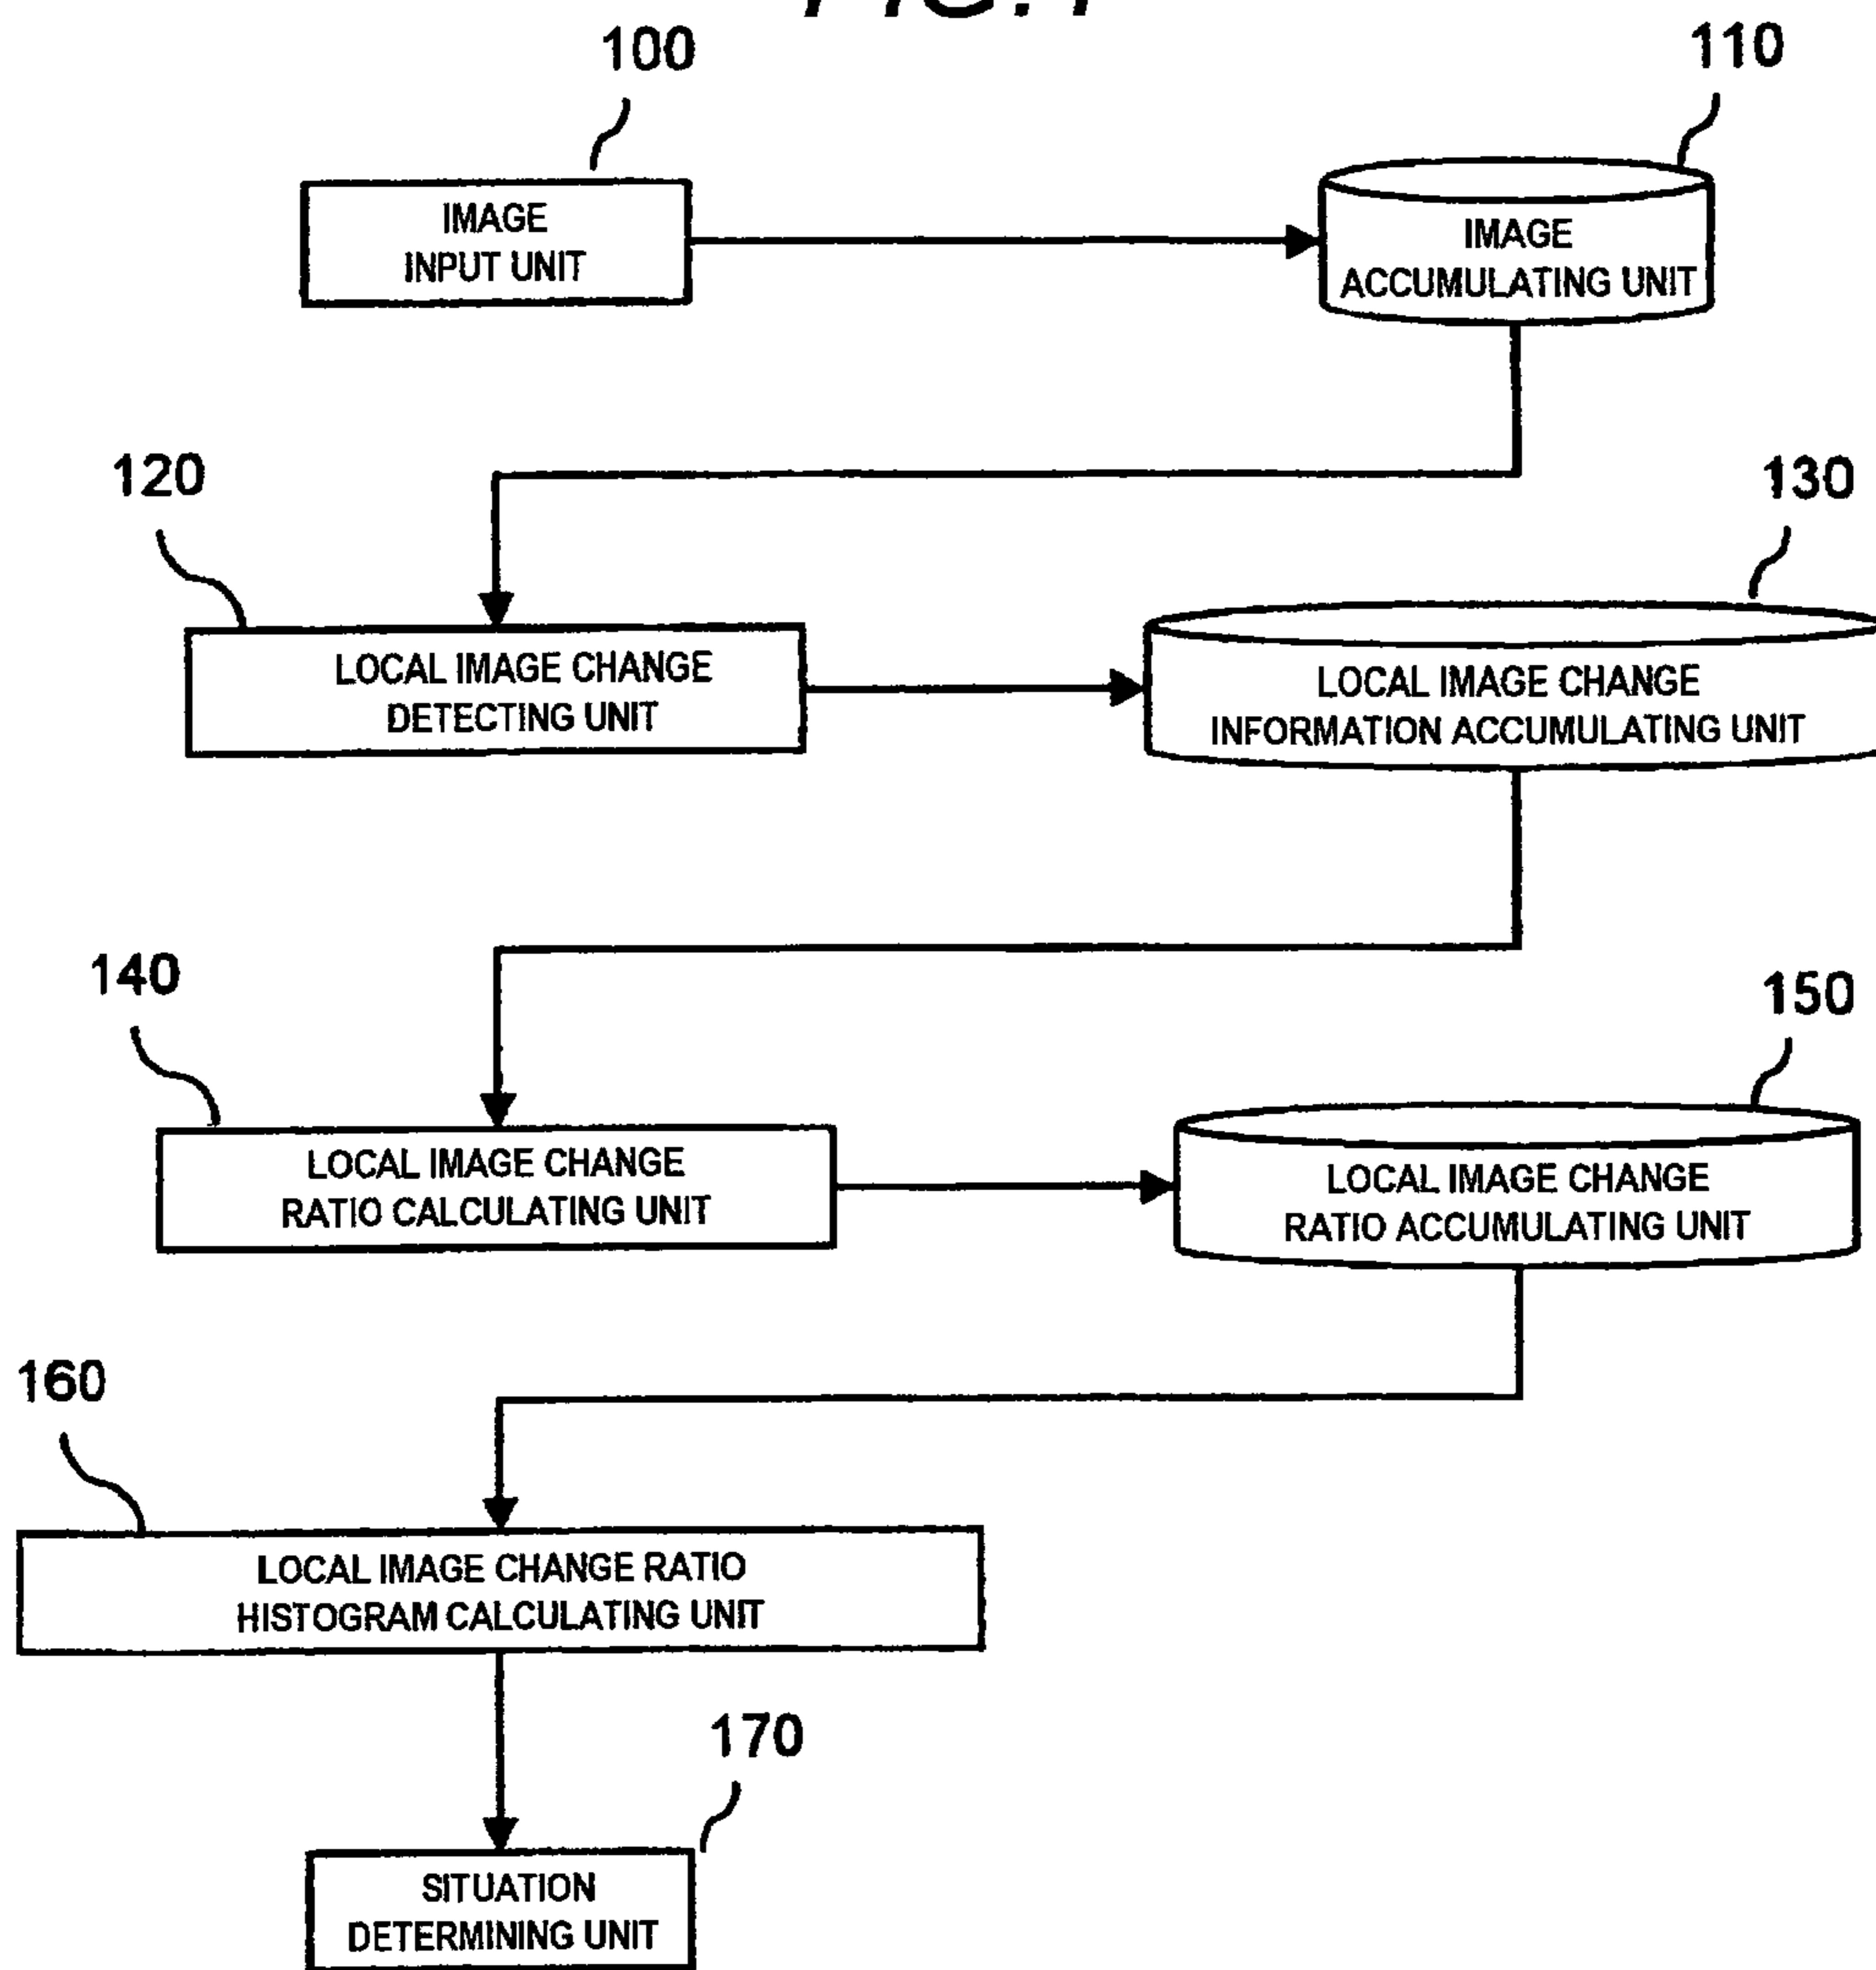 100
110
IMAGE
INPUT UNIT
IMAGE
ACCUMULATING UNIT
120
130
LOCAL IMAGE CHANGE
DETECTING UNIT
LOCAL IMAGE CHANGE
INFORMATION ACCUMULATING UNIT
140
150
LOCAL IMAGE CHANGE
RATIO CALCULATING UNIT
LOCAL IMAGE CHANGE
RATIO ACCUMULATING UNIT
160
LOCAL IMAGE CHANGE RATIO
HISTOGRAM CALCULATING UNIT
170
SITUATION
DETERMINING UNIT